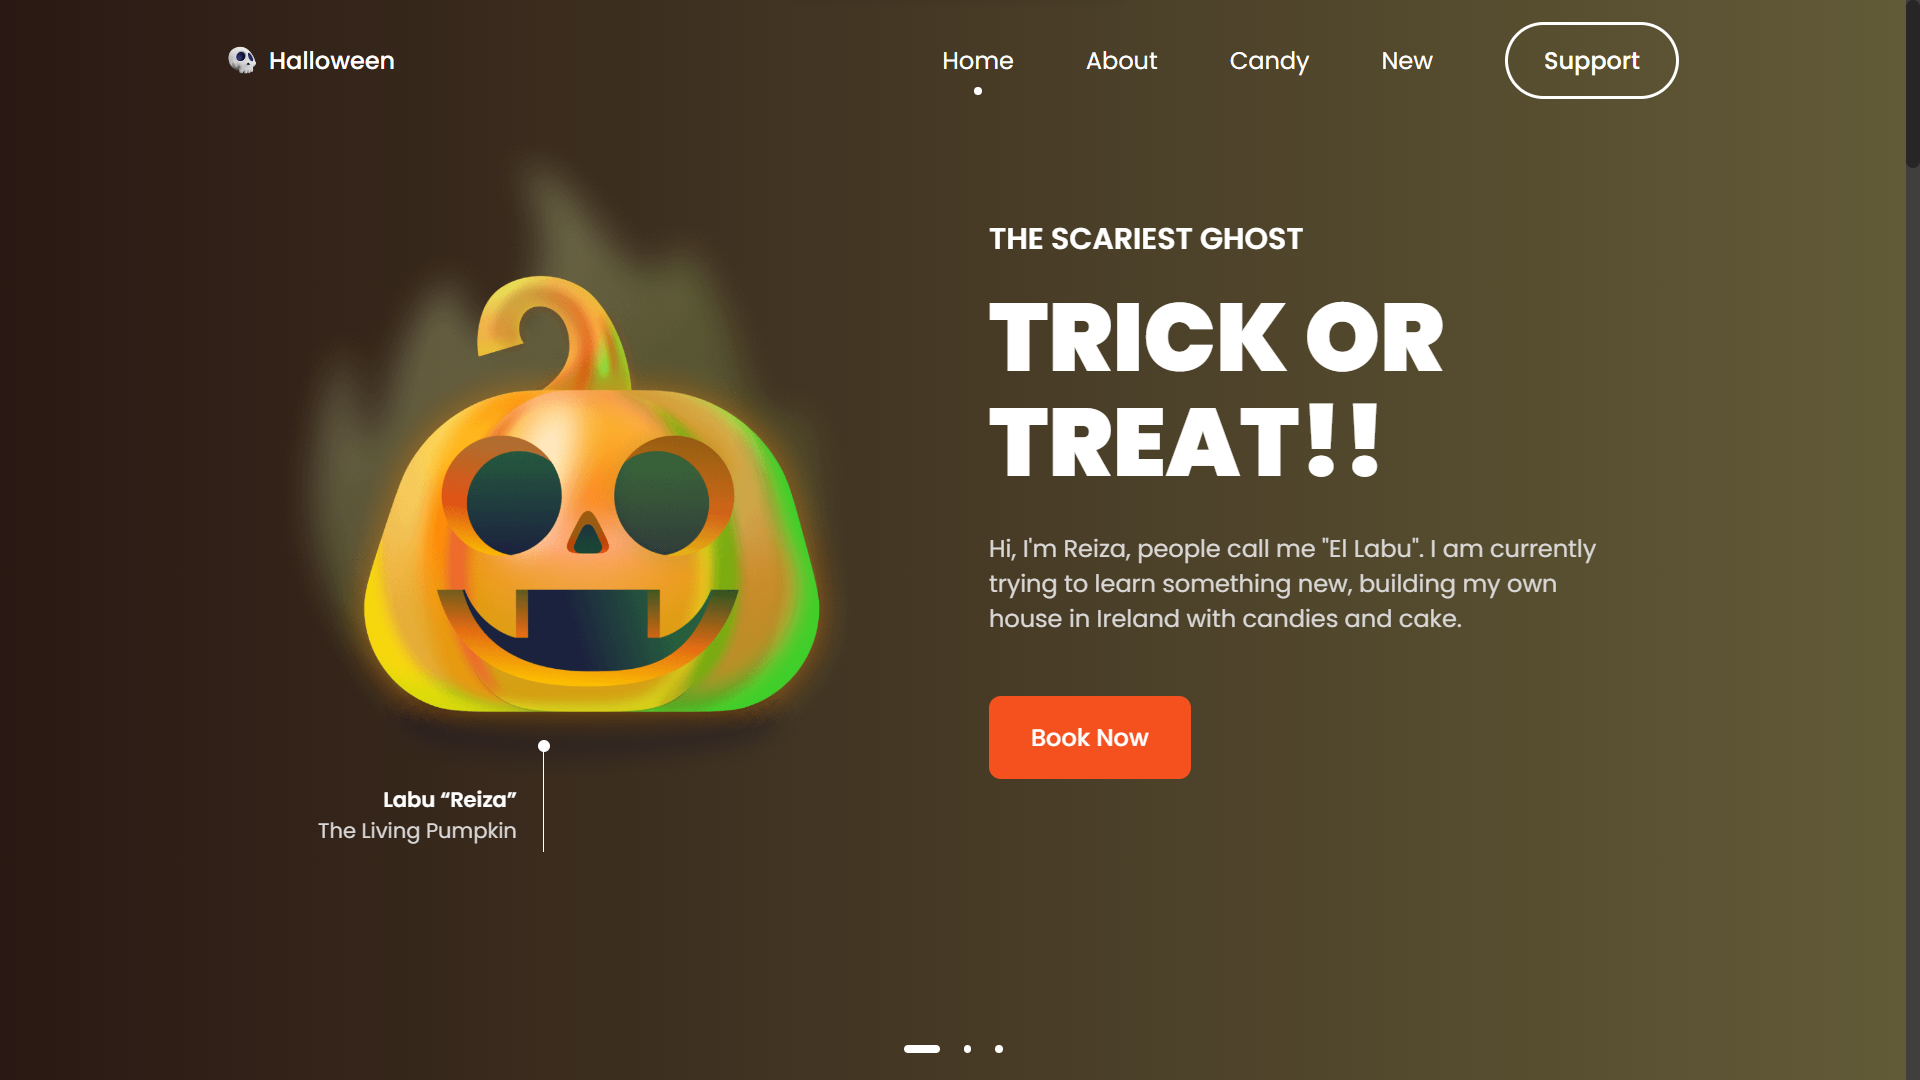 Halloween
Home
About
Candy
New
Support
THE SCARIEST GHOST
TRICK OR
TREAT!!
Hi, I'm Reiza, people call me "El Labu". I am currently
trying to learn something new, building my own
house in Ireland with candies and cake.
Book Now
Labu “Reiza”
The Living Pumpkin